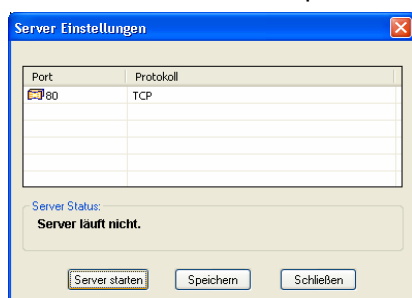 Server Einstellungen
Port Protokoll
80 TCP
Server Status:
Server läuft nicht.
Server starten Speichern Schließen